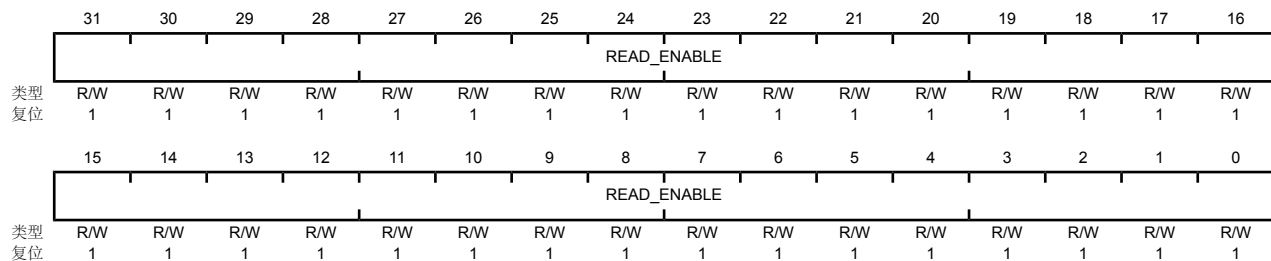 31 30 29 28 27 26 25 24 23 22 21 20 19 18 17 16
READ_ENABLE
类型 R/W R/W R/W R/W R/W R/W R/W R/W R/W R/W R/W R/W R/W R/W R/W R/W
复位 1 1 1 1 1 1 1 1 1 1 1 1 1 1 1 1
15 14 13 12 11 10 9 8 7 6 5 4 3 2 1 0
READ_ENABLE
类型 R/W R/W R/W R/W R/W R/W R/W R/W R/W R/W R/W R/W R/W R/W R/W R/W
复位 1 1 1 1 1 1 1 1 1 1 1 1 1 1 1 1